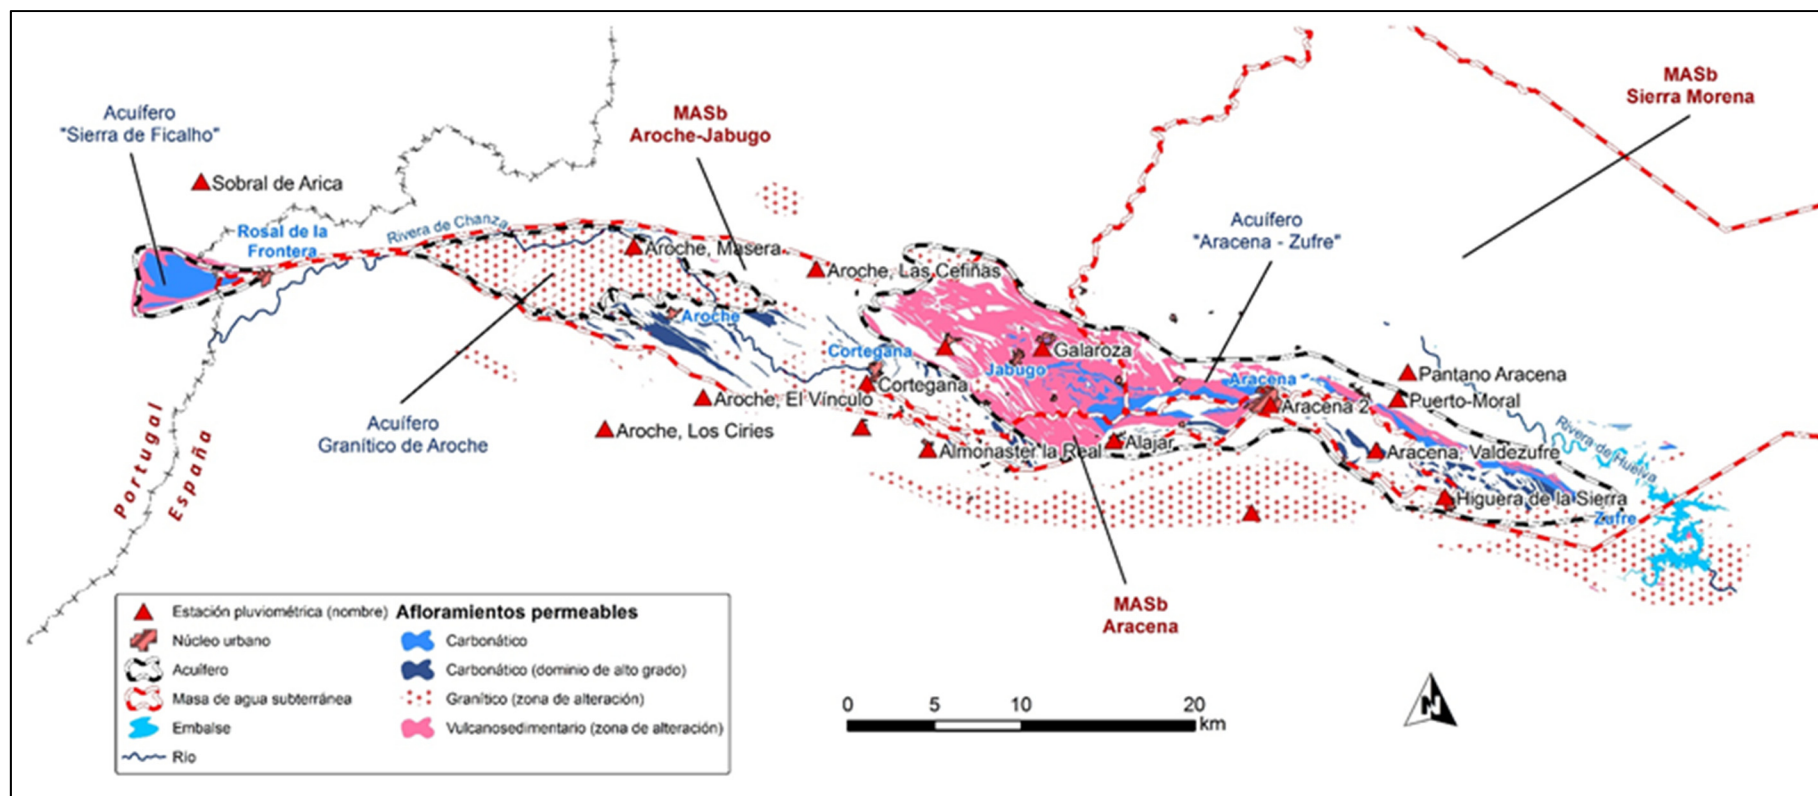 Acuífero
"Sierra de Ficalho"
MASb
Aroche-Jabugo
MASb
Sierra Morena
Sobral de Arica
Rosal de la
Frontera
Rivera de Chanza
Acuífero
"Aracena - Zufre"
Aroche, Masera
Aroche, Las Cefiñas
Aroche
Cortegana
Jabugo
Galaroza
Aracena
Pantano Aracena
Puerto-Moral
Cortegana
Aracena 2
Aroche, El Vínculo
Acuífero
Granítico de Aroche
Aroche, Los Ciries
Almonaster la Real
Alajar
Aracena, Valdezufre
Rivera de Huelva
Higuera de la Sierra
Zufre
Portugal
España
MASb
Aracena
Estación pluviométrica (nombre)
Núcleo urbano
Acuífero
Masa de agua subterránea
Embalse
Río
Afloramientos permeables
Carbonático
Carbonático (dominio de alto grado)
Granítico (zona de alteración)
Vulcanosedimentario (zona de alteración)
0 5 10 20
km
N